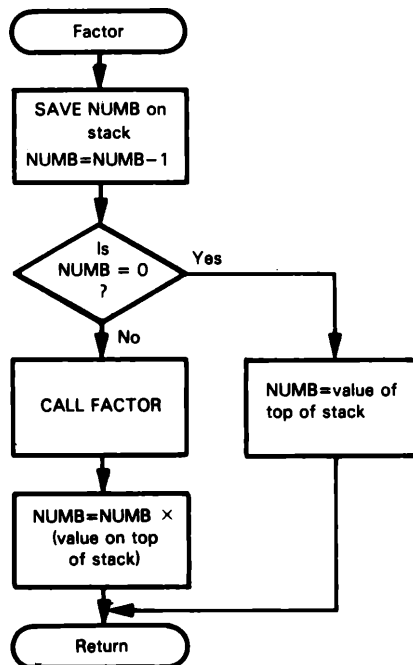 Factor
SAVE NUMB on
stack
NUMB=NUMB−1
Is
NUMB = 0
?
Yes
No
CALL FACTOR
NUMB=value of
top of stack
NUMB=NUMB ×
(value on top
of stack)
Return